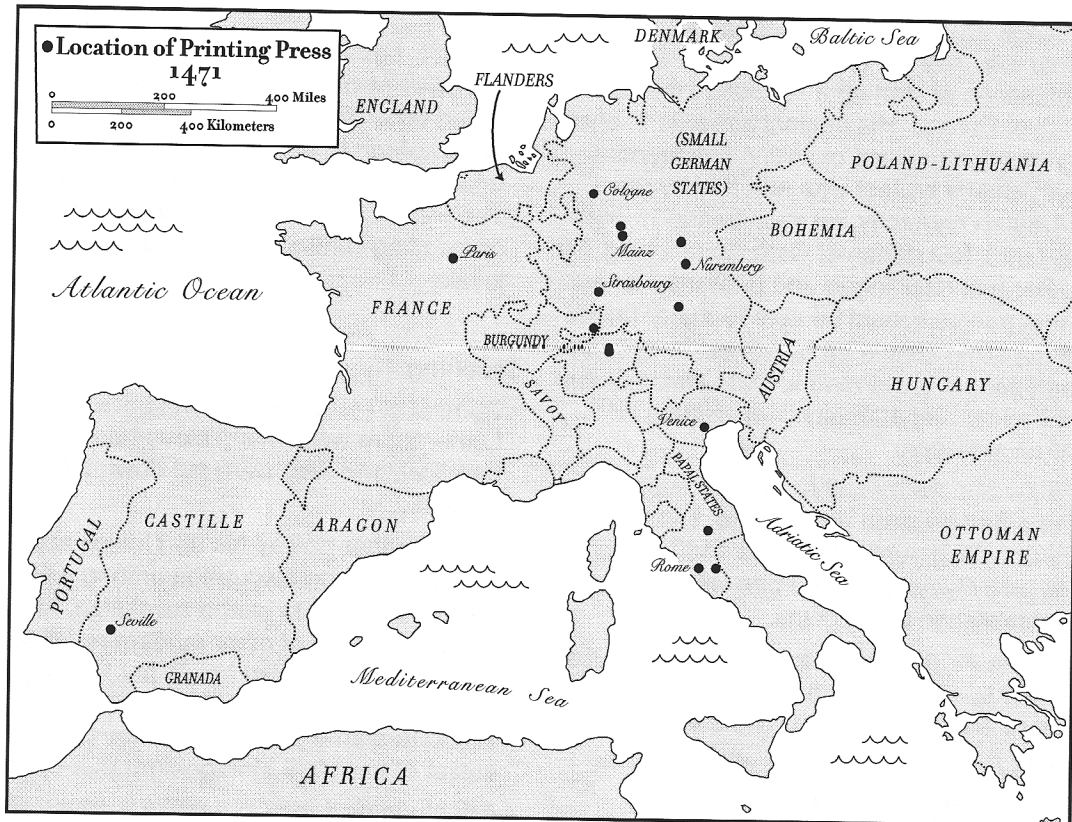 ● Location of Printing Press
1471
0 200 400 Miles
0 200 400 Kilometers
DENMARK
Baltic Sea
FLANDERS
ENGLAND
(SMALL
GERMAN
STATES)
POLAND-LITHUANIA
Cologne
BOHEMIA
Mainz
Paris
Nuremberg
Atlantic Ocean
Strasbourg
FRANCE
BURGUNDY
AUSTRIA
HUNGARY
SAVOY
Venice
PAPAL STATES
CASTILLE
ARAGON
Adriatic Sea
OTTOMAN
EMPIRE
PORTUGAL
Rome
Seville
GRANADA
Mediterranean Sea
AFRICA